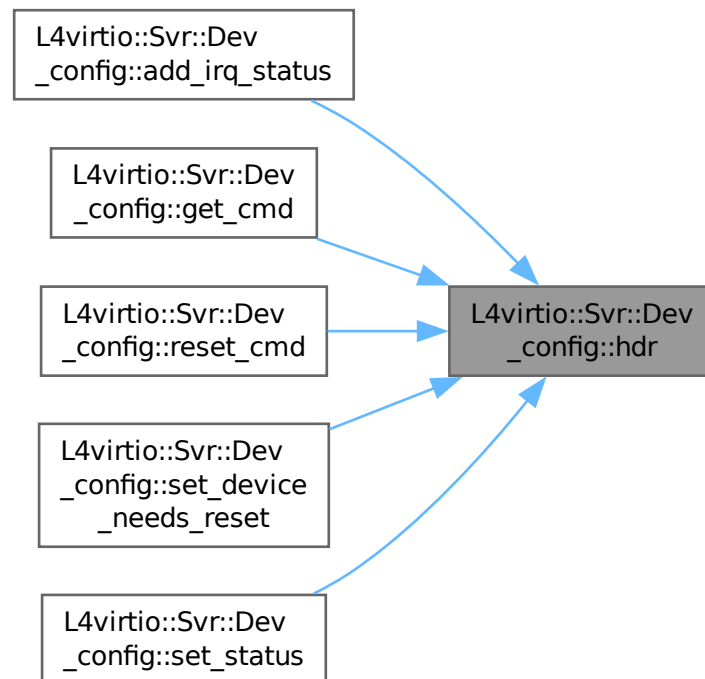 L4virtio::Svr::Dev
_config::add_irq_status
L4virtio::Svr::Dev
_config::get_cmd
L4virtio::Svr::Dev
_config::reset_cmd
L4virtio::Svr::Dev
_config::hdr
L4virtio::Svr::Dev
_config::set_device
_needs_reset
L4virtio::Svr::Dev
_config::set_status